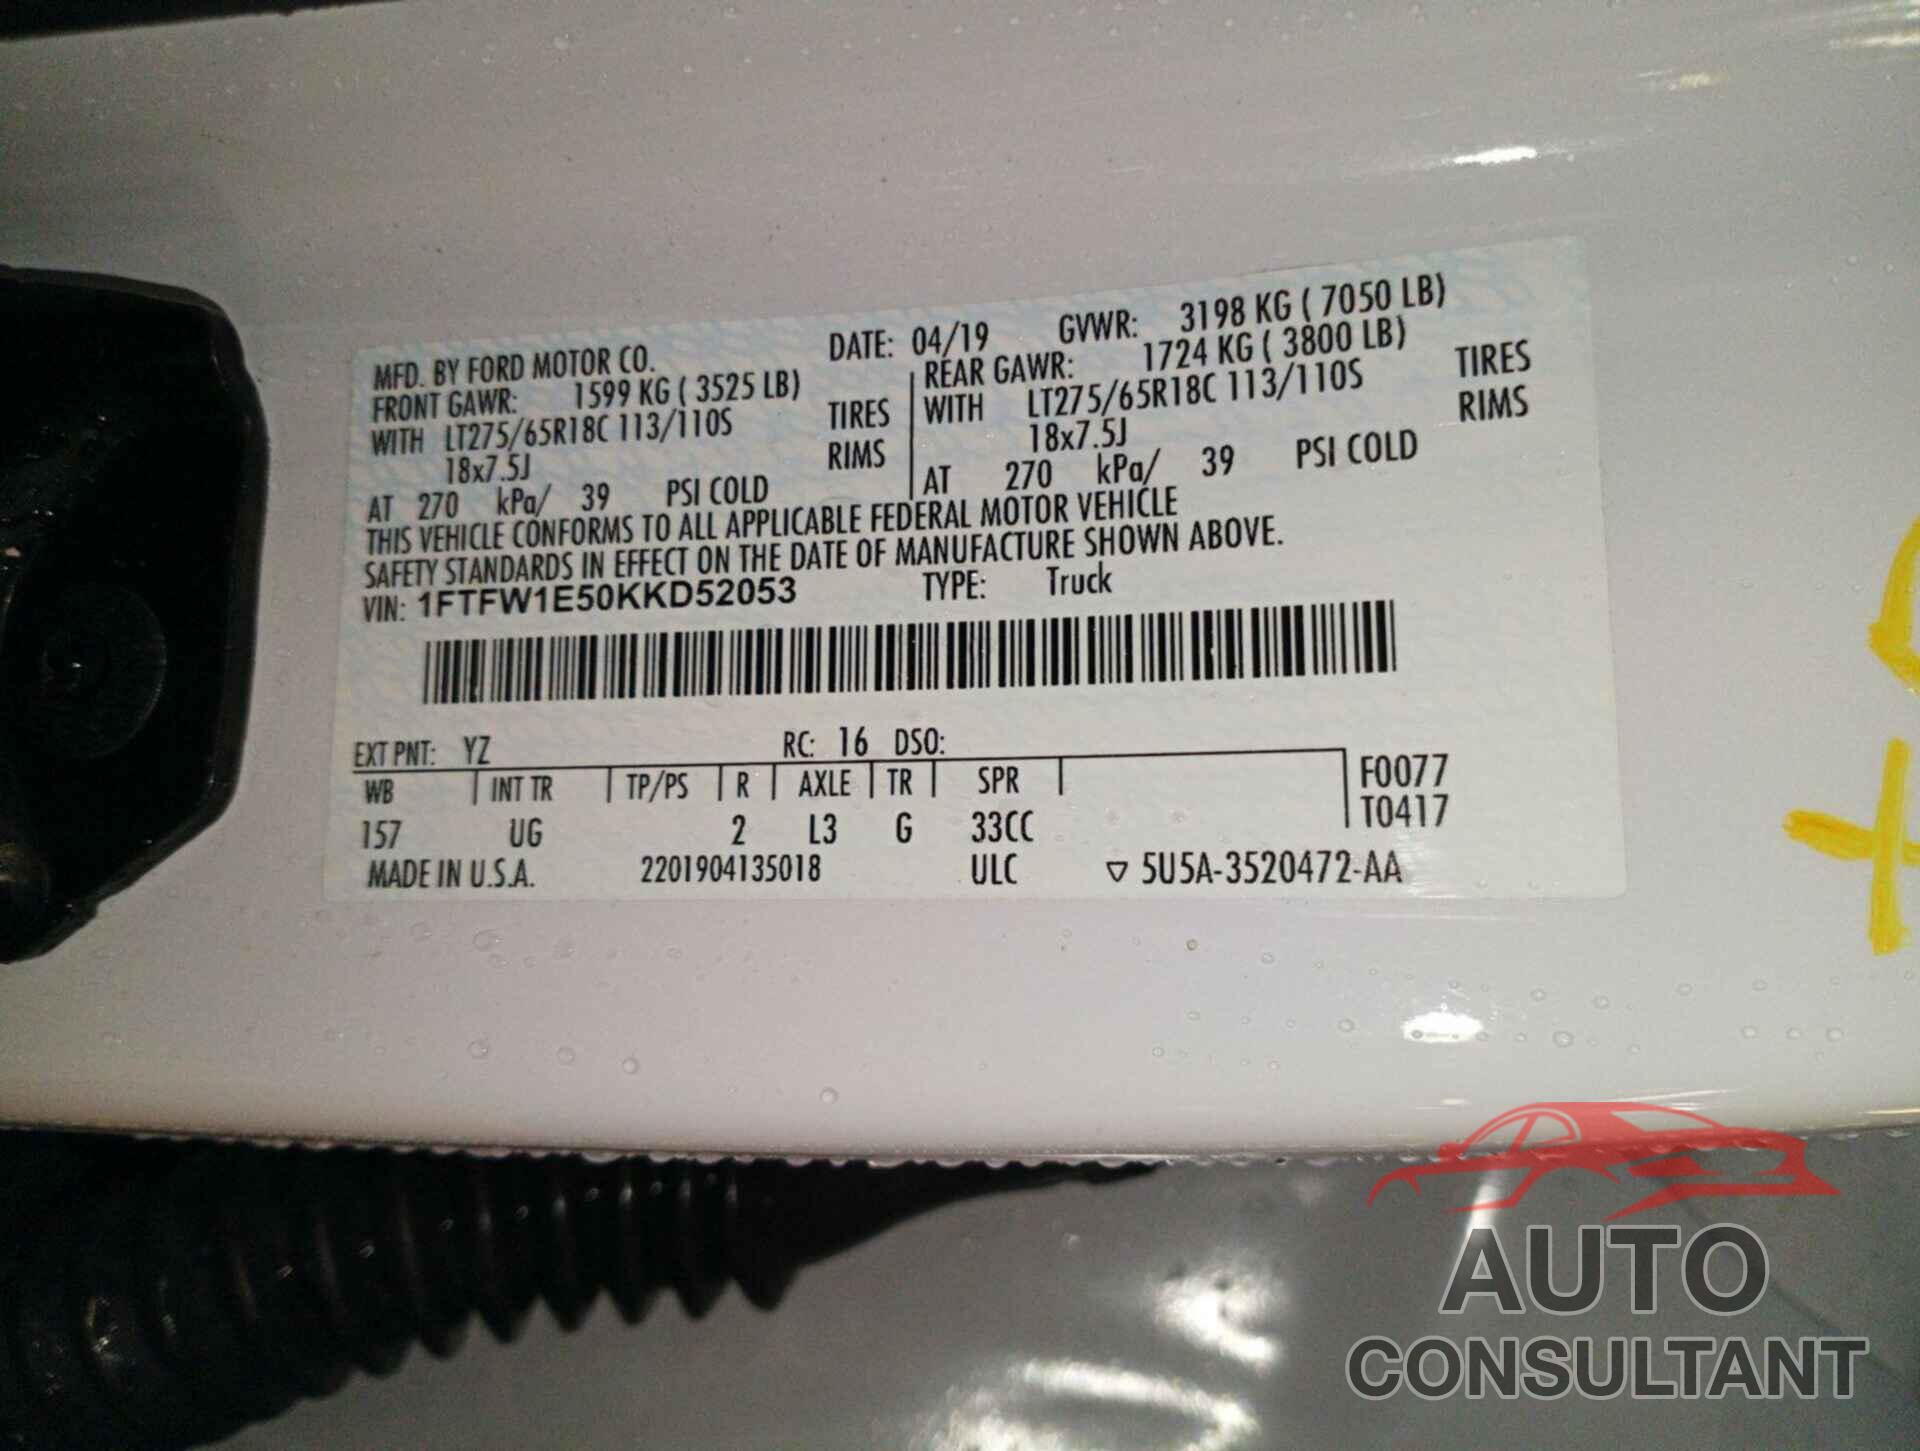 MFD. BY FORD MOTOR CO.
DATE: 04/19 GVWR: 3198 KG ( 7050 LB)
FRONT GAWR: 1599 KG ( 3525 LB)
WITH LT275/65R18C 113/110S TIRES
18x7.5J RIMS
AT 270 kPa/ 39 PSI COLD
REAR GAWR: 1724 KG ( 3800 LB)
WITH LT275/65R18C 113/110S TIRES
18x7.5J RIMS
AT 270 kPa/ 39 PSI COLD
THIS VEHICLE CONFORMS TO ALL APPLICABLE FEDERAL MOTOR VEHICLE
SAFETY STANDARDS IN EFFECT ON THE DATE OF MANUFACTURE SHOWN ABOVE.
VIN: 1FTFW1E50KKD52053 TYPE: Truck
EXT PNT: YZ RC: 16 DSO:
WB INT TR TP/PS R AXLE TR SPR F0077
157 UG 2 L3 G 33CC T0417
MADE IN U.S.A. 2201904135018 ULC ▽ 5U5A-3520472-AA
AUTO
CONSULTANT